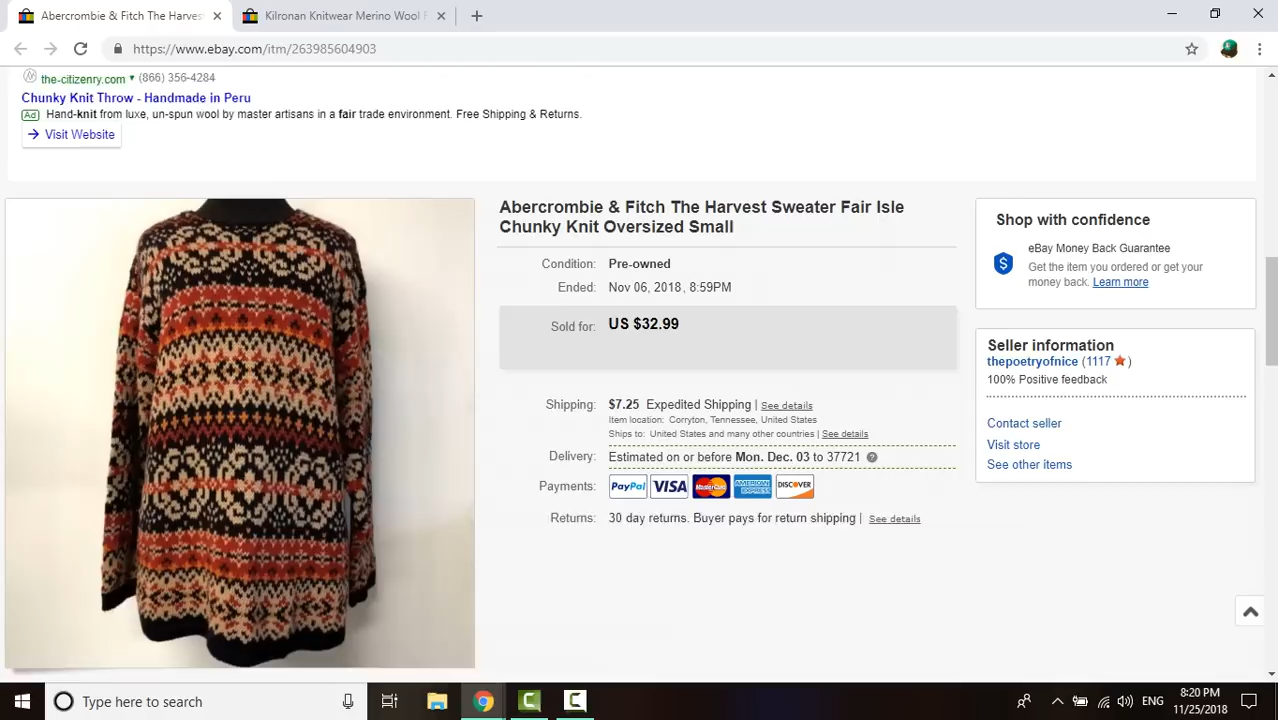 Abercrombie & Fitch The Harvest
Kilronan Knitwear Merino Wool F
https://www.ebay.com/itm/263985604903
the-citizenry.com (866) 356-4284
Chunky Knit Throw - Handmade in Peru
Ad Hand-knit from luxe, un-spun wool by master artisans in a fair trade environment. Free Shipping & Returns.
Visit Website
Abercrombie & Fitch The Harvest Sweater Fair Isle
Chunky Knit Oversized Small
Condition: Pre-owned
Ended: Nov 06, 2018, 8:59PM
Sold for: US $32.99
Shipping: $7.25 Expedited Shipping | See details
Item location: Corryton, Tennessee, United States
Ships to: United States and many other countries | See details
Delivery: Estimated on or before Mon. Dec. 03 to 37721
Payments: PayPal VISA MasterCard AMERICAN EXPRESS DISCOVER
Returns: 30 day returns. Buyer pays for return shipping | See details
Shop with confidence
eBay Money Back Guarantee
Get the item you ordered or get your
money back. Learn more
Seller information
thepoetryofnice (1117)
100% Positive feedback
Contact seller
Visit store
See other items
Type here to search
ENG
8:20 PM
11/25/2018